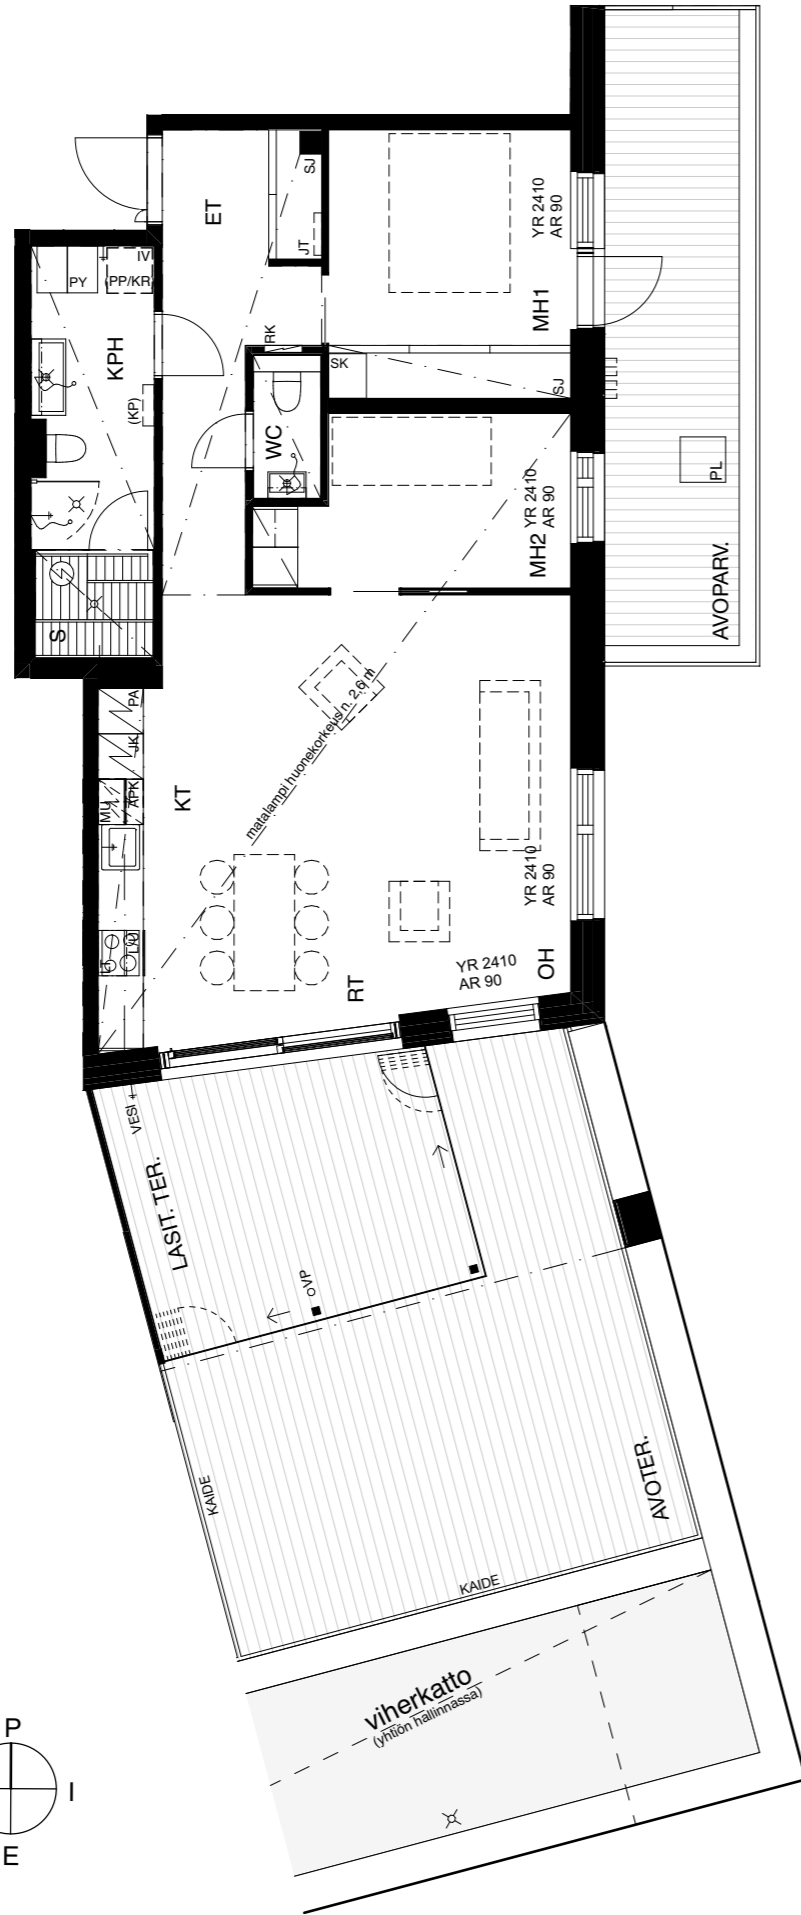 ET
SJ
JT
YR 2410
AR 90
MH1
IV
PY
(PP/KR)
KPH
(KP)
RK
SK
SJ
WC
YR 2410
AR 90
MH2
PL
AVOPARV.
S
PA
JK
APK
MU
KT
matalampi huonekorkeus n. 2,6 m
LT
L/U
YR 2410
AR 90
YR 2410
AR 90
OH
RT
VESI
LASIT. TER.
VP
KAIDE
AVOTER.
KAIDE
viherkatto
(yhtiön hallinnassa)
P
I
E